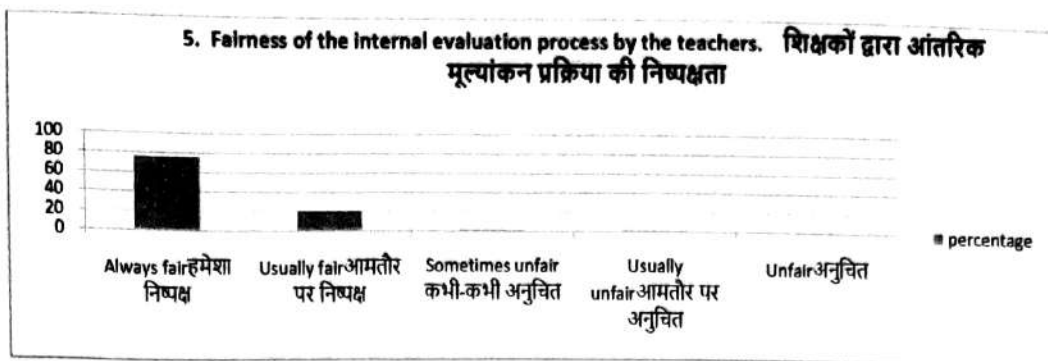 5. Fairness of the internal evaluation process by the teachers. शिक्षकों द्वारा आंतरिक
मूल्यांकन प्रक्रिया की निष्पक्षता
100
80
60
40
20
0
percentage
Always fairहमेशा
निष्पक्ष
Usually fairआमतौर
पर निष्पक्ष
Sometimes unfair
कभी-कभी अनुचित
Usually
unfairआमतौर पर
अनुचित
Unfairअनुचित